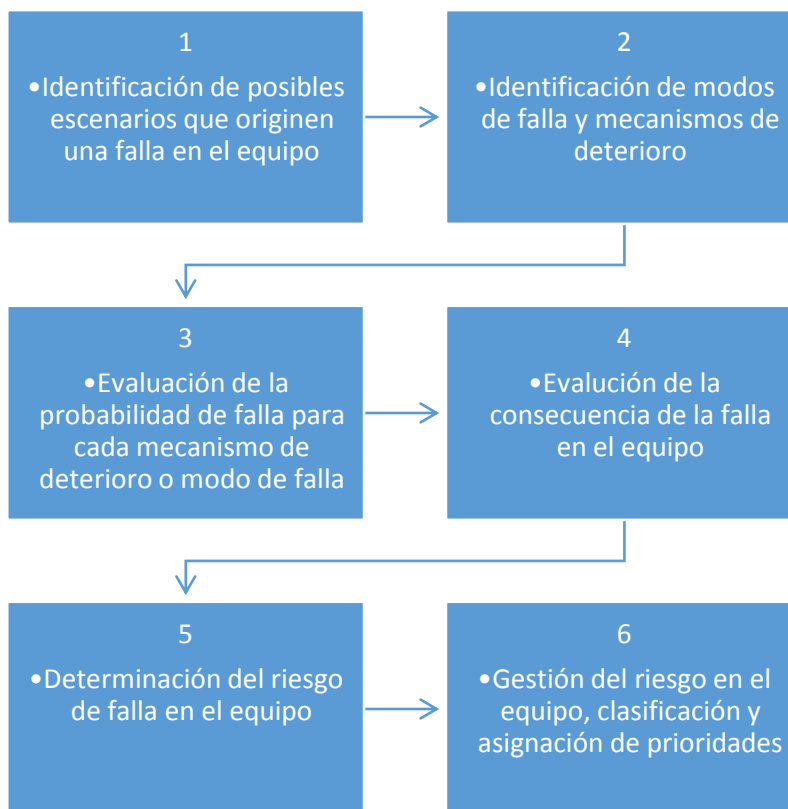 1
•Identificación de posibles
escenarios que originen
una falla en el equipo
2
•Identificación de modos
de falla y mecanismos de
deterioro
3
•Evaluación de la
probabilidad de falla para
cada mecanismo de
deterioro o modo de falla
4
•Evalución de la
consecuencia de la falla
en el equipo
5
•Determinación del riesgo
de falla en el equipo
6
•Gestión del riesgo en el
equipo, clasificación y
asignación de prioridades